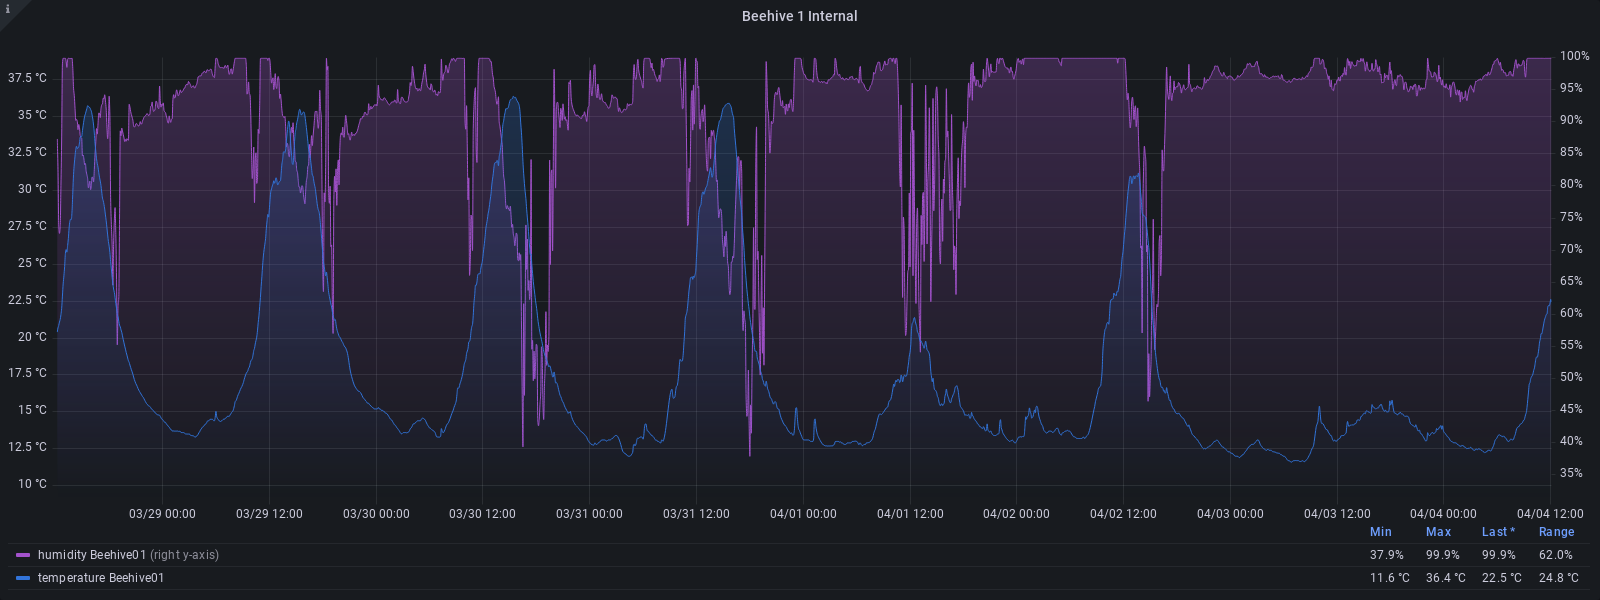 i
Beehive 1 Internal
37.5 °C
35 °C
32.5 °C
30 °C
27.5 °C
25 °C
22.5 °C
20 °C
17.5 °C
15 °C
12.5 °C
10 °C
100%
95%
90%
85%
80%
75%
70%
65%
60%
55%
50%
45%
40%
35%
03/29 00:00 03/29 12:00 03/30 00:00 03/30 12:00 03/31 00:00 03/31 12:00 04/01 00:00 04/01 12:00 04/02 00:00 04/02 12:00 04/03 00:00 04/03 12:00 04/04 00:00 04/04 12:00
Min Max Last * Range
humidity Beehive01 (right y-axis) 37.9% 99.9% 99.9% 62.0%
temperature Beehive01 11.6 °C 36.4 °C 22.5 °C 24.8 °C